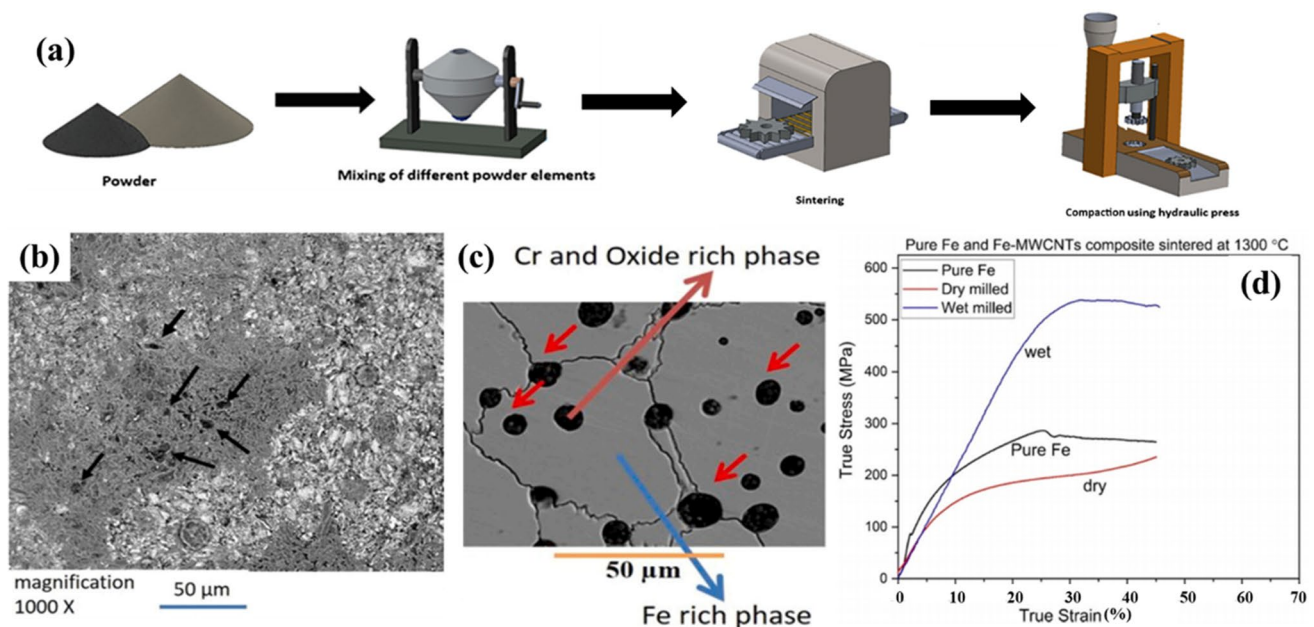 (a)
Powder
Mixing of different powder elements
Sintering
Compaction using hydraulic press
(b)
magnification
1000 X
50 μm
(c)
Cr and Oxide rich phase
50 μm
Fe rich phase
Pure Fe and Fe-MWCNTs composite sintered at 1300 °C
(d)
Pure Fe
Dry milled
Wet milled
wet
Pure Fe
dry
True Stress (MPa)
600
500
400
300
200
100
0
0 10 20 30 40 50 60 70
True Strain (%)